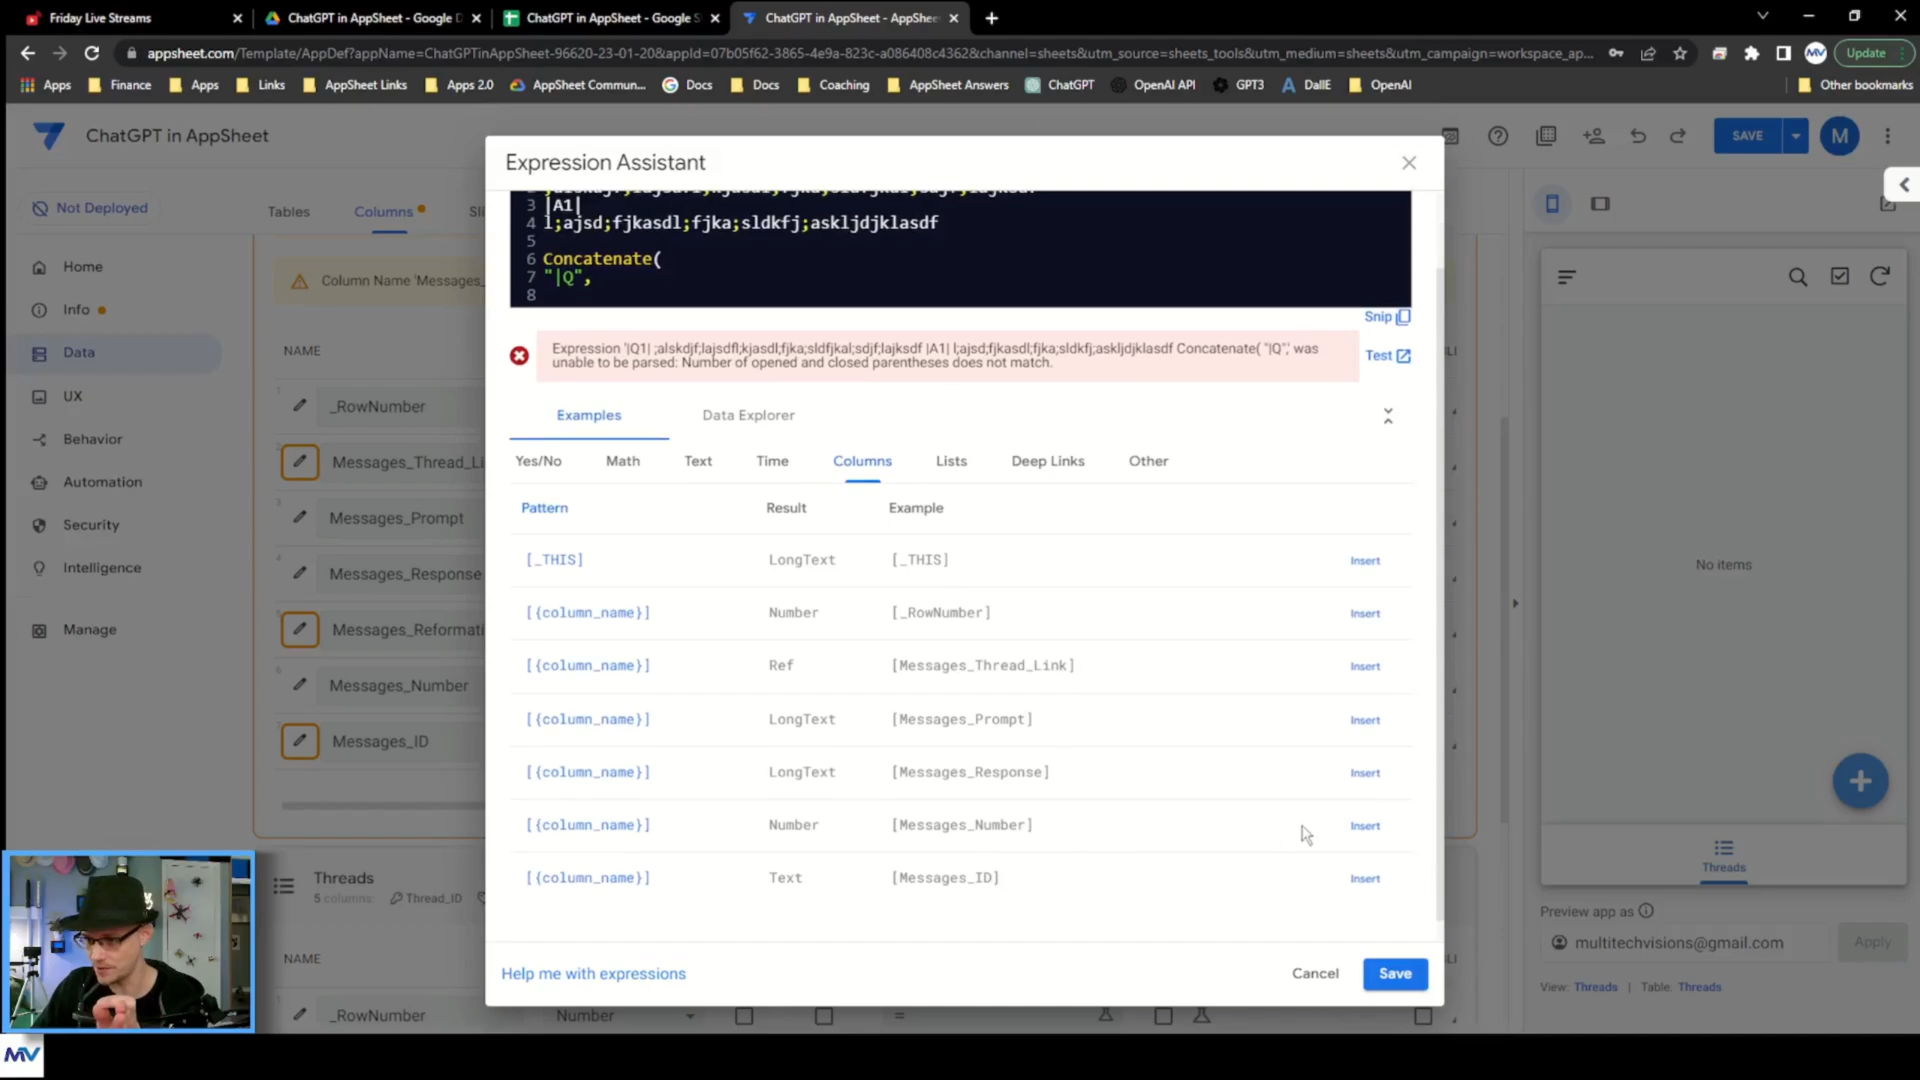 Friday Live Streams
ChatGPT in AppSheet - Google D
ChatGPT in AppSheet - Google S
ChatGPT in AppSheet - AppShee
appsheet.com/Template/AppDef?appName=ChatGPTinAppSheet-96620-23-01-20&appId=07b05f62-3865-4e9a-823c-a086408c4362&channel=sheets&utm_source=sheets_tools&utm_medium=sheets&utm_campaign=workspace_ap...
Update
Apps
Finance
Apps
Links
AppSheet Links
Apps 2.0
AppSheet Commun...
Docs
Docs
Coaching
AppSheet Answers
ChatGPT
OpenAI API
GPT3
DallE
OpenAI
Other bookmarks
ChatGPT in AppSheet
SAVE
M
Not Deployed
Home
Info
Data
UX
Behavior
Automation
Security
Intelligence
Manage
Tables
Columns
Column Name 'Messages_
NAME
1
_RowNumber
Messages_Thread_Li
Messages_Prompt
Messages_Response
Messages_Reformati
Messages_Number
Messages_ID
Threads
5 columns:
Thread_ID
NAME
_RowNumber
Number
=
Expression Assistant
3 |A1|
4 l;ajsd;fjkasdl;fjka;sldkfj;askljdjklasdf
5
6 Concatenate(
7 "|Q",
8
Snip
Expression '|Q1| ;alskdjf;lajsdfl;kjasdl;fjka;sldfjkal;sdjf;lajksdf |A1| l;ajsd;fjkasdl;fjka;sldkfj;askljdjklasdf Concatenate( "|Q",' was
unable to be parsed: Number of opened and closed parentheses does not match.
Test
Examples
Data Explorer
Yes/No
Math
Text
Time
Columns
Lists
Deep Links
Other
Pattern Result Example
[_THIS] LongText [_THIS] Insert
[{column_name}] Number [_RowNumber] Insert
[{column_name}] Ref [Messages_Thread_Link] Insert
[{column_name}] LongText [Messages_Prompt] Insert
[{column_name}] LongText [Messages_Response] Insert
[{column_name}] Number [Messages_Number] Insert
[{column_name}] Text [Messages_ID] Insert
Help me with expressions
Cancel
Save
No items
Threads
Preview app as
multitechvisions@gmail.com
Apply
View: Threads | Table: Threads
MV